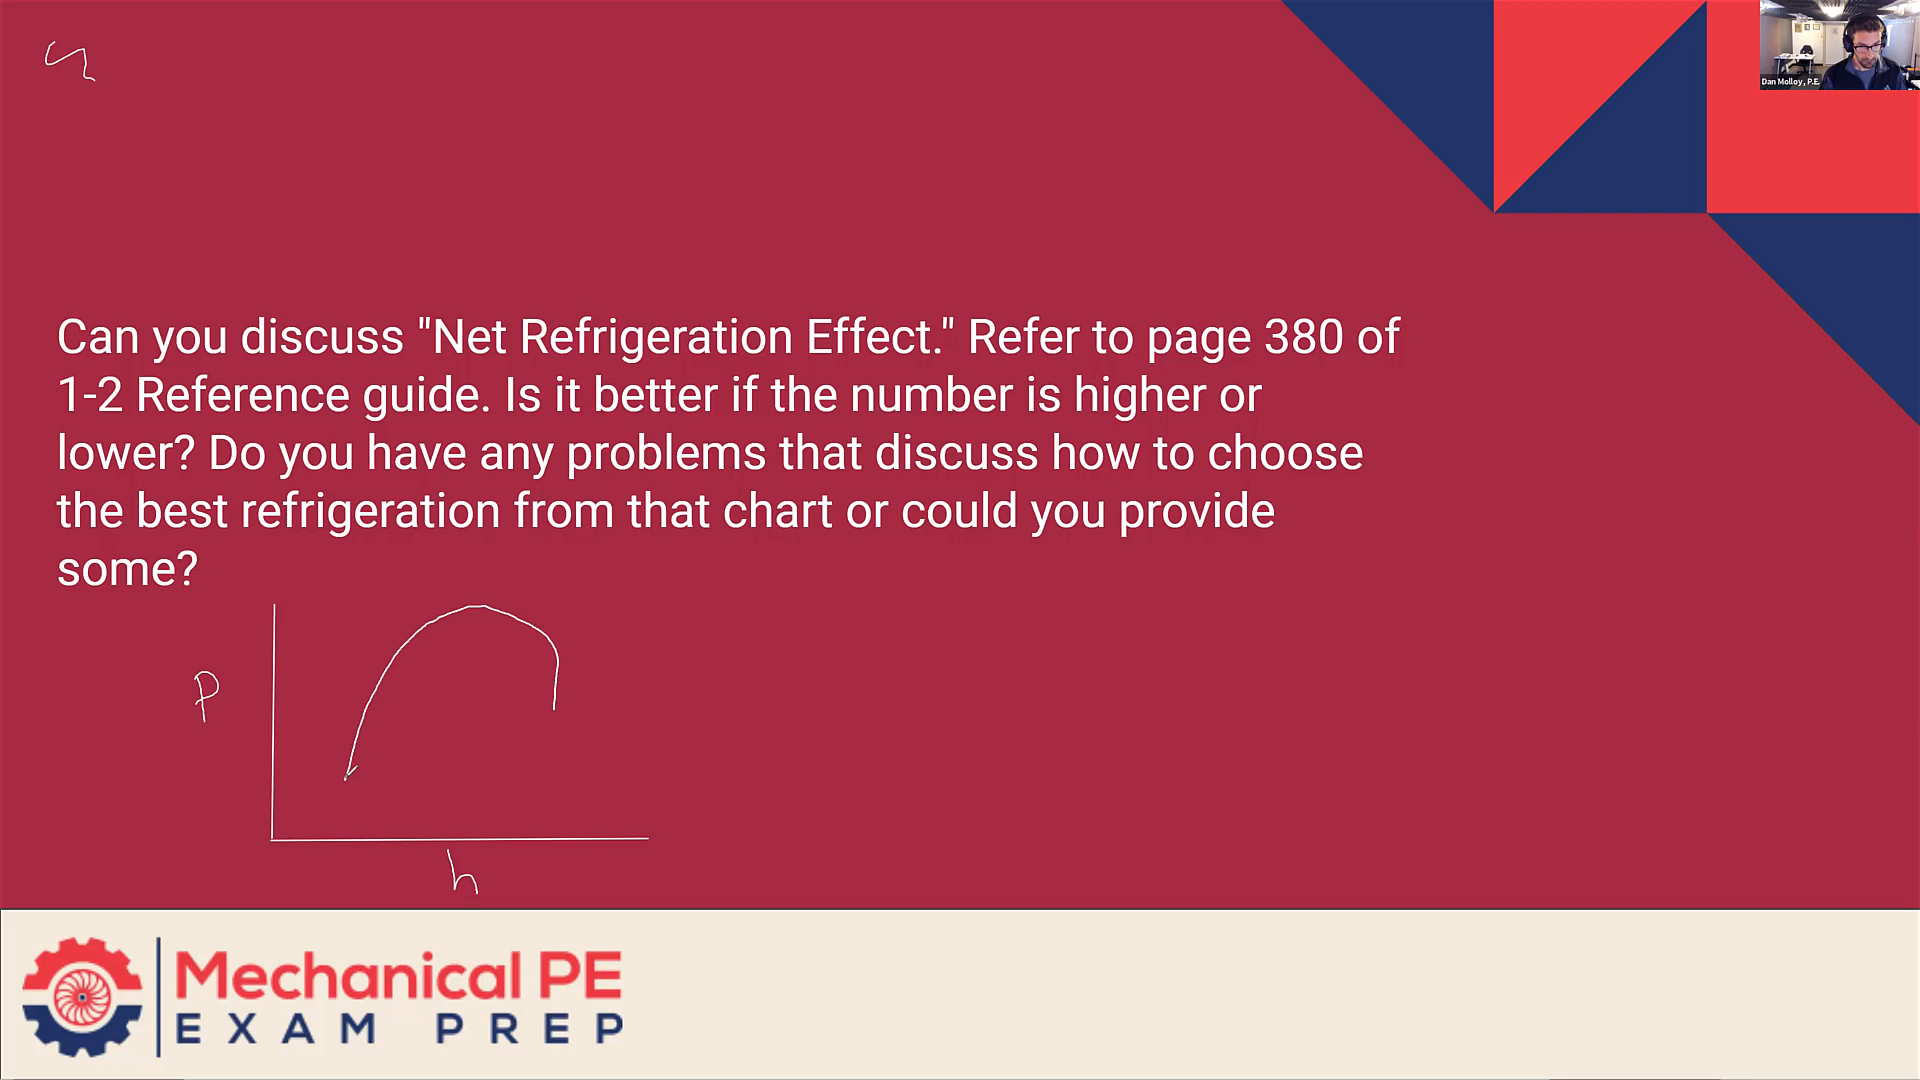 Dan Molloy, P.E.
Can you discuss "Net Refrigeration Effect." Refer to page 380 of
1-2 Reference guide. Is it better if the number is higher or
lower? Do you have any problems that discuss how to choose
the best refrigeration from that chart or could you provide
some?
P
h
Mechanical PE
EXAM PREP